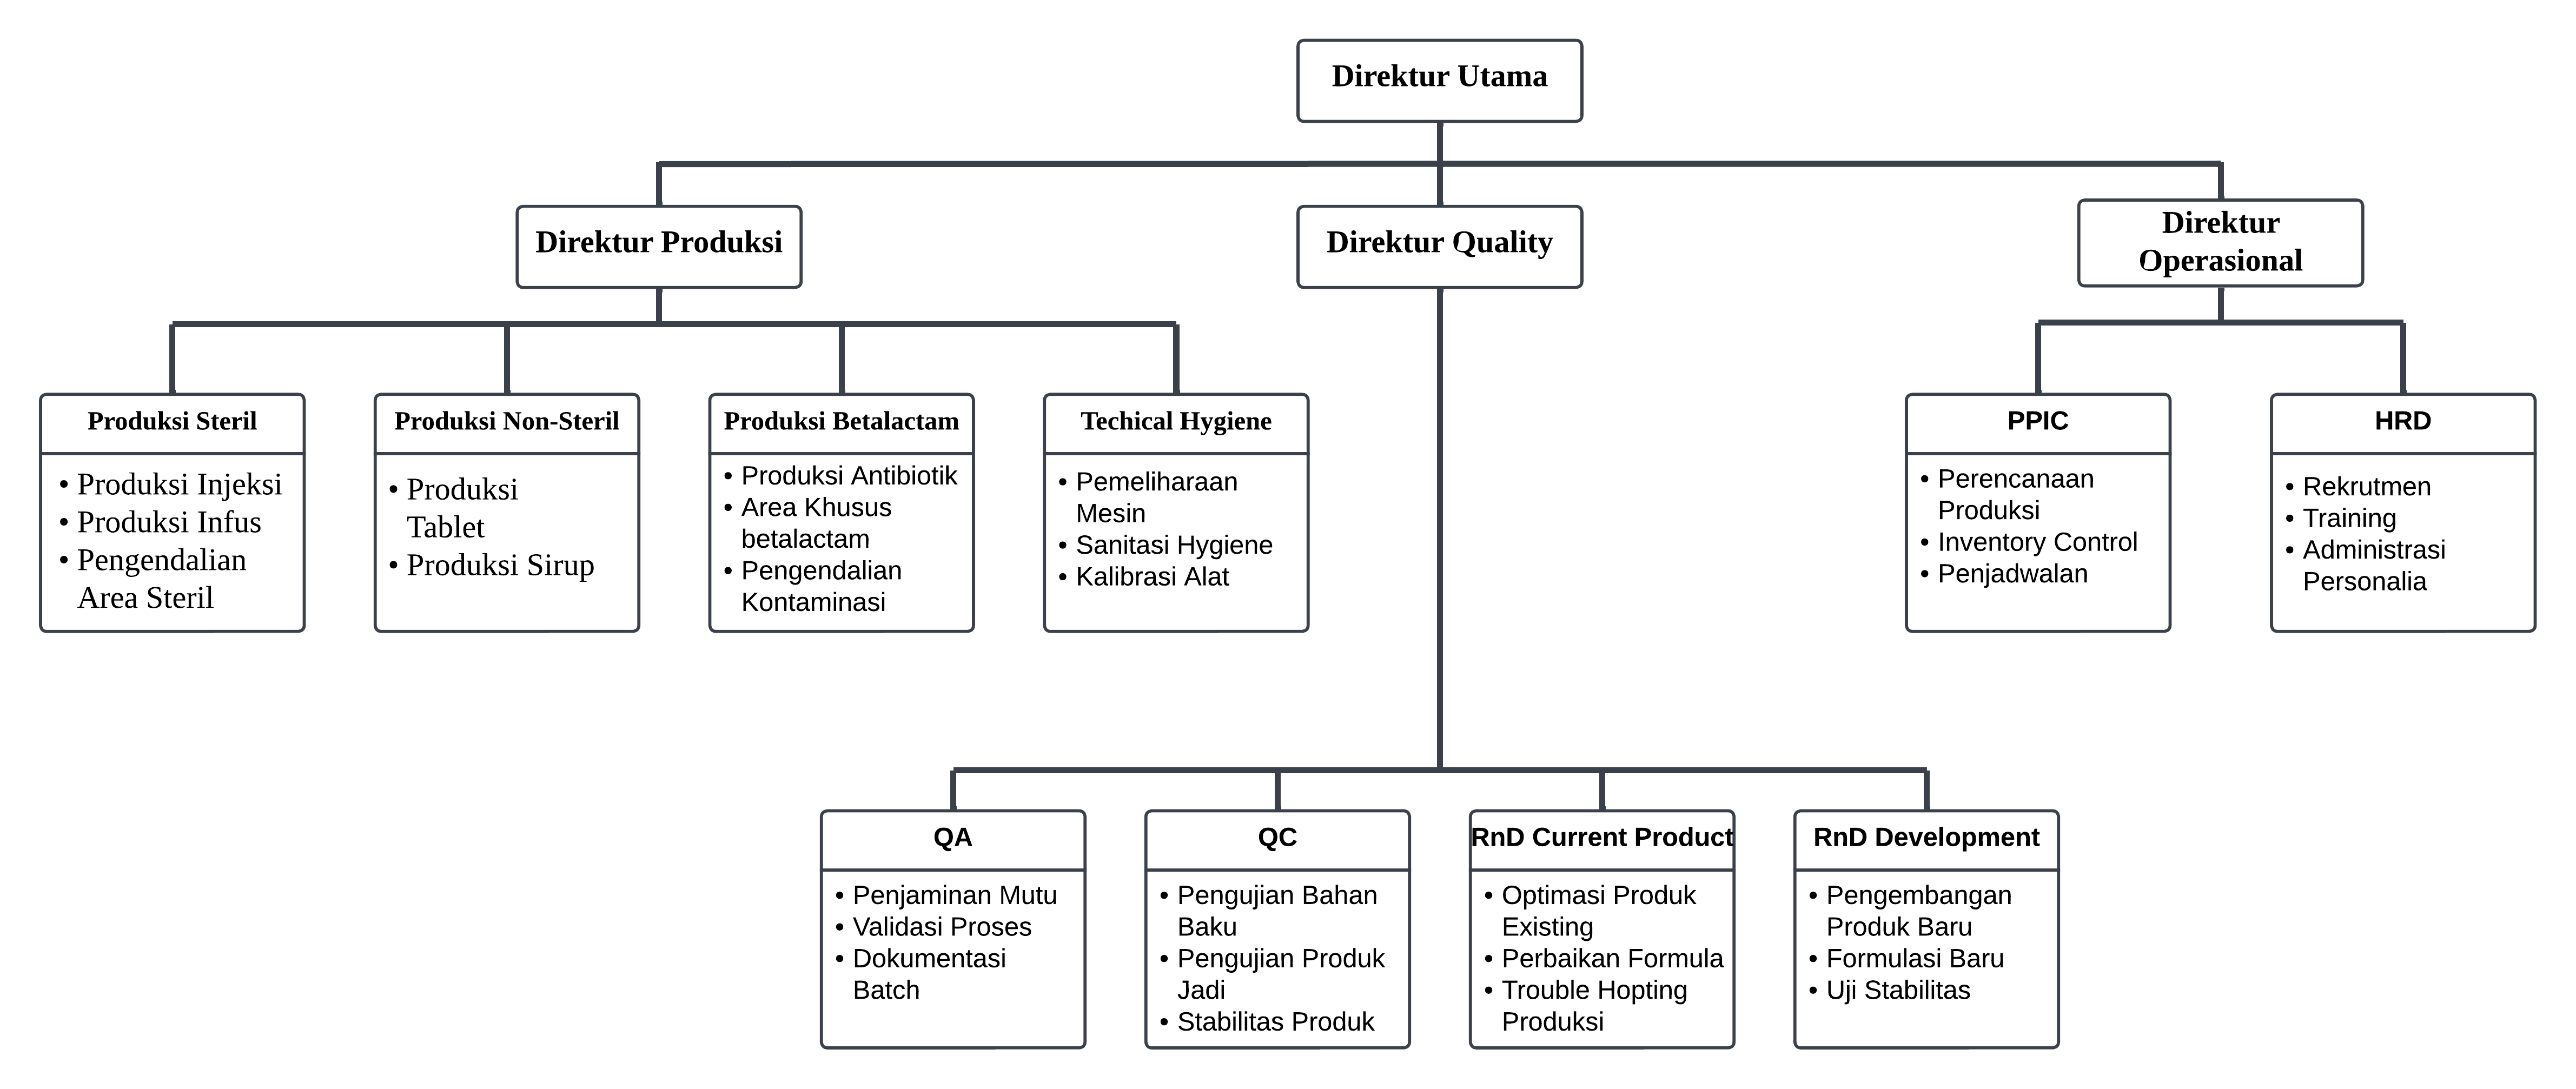 Direktur Utama
Direktur Produksi
Direktur Quality
Direktur
Operasional
Produksi Steril
• Produksi Injeksi
• Produksi Infus
• Pengendalian
Area Steril
Produksi Non-Steril
• Produksi
Tablet
• Produksi Sirup
Produksi Betalactam
• Produksi Antibiotik
• Area Khusus
betalactam
• Pengendalian
Kontaminasi
Techical Hygiene
• Pemeliharaan
Mesin
• Sanitasi Hygiene
• Kalibrasi Alat
PPIC
• Perencanaan
Produksi
• Inventory Control
• Penjadwalan
HRD
• Rekrutmen
• Training
• Administrasi
Personalia
QA
• Penjaminan Mutu
• Validasi Proses
• Dokumentasi
Batch
QC
• Pengujian Bahan
Baku
• Pengujian Produk
Jadi
• Stabilitas Produk
RnD Current Product
• Optimasi Produk
Existing
• Perbaikan Formula
• Trouble Hopting
Produksi
RnD Development
• Pengembangan
Produk Baru
• Formulasi Baru
• Uji Stabilitas